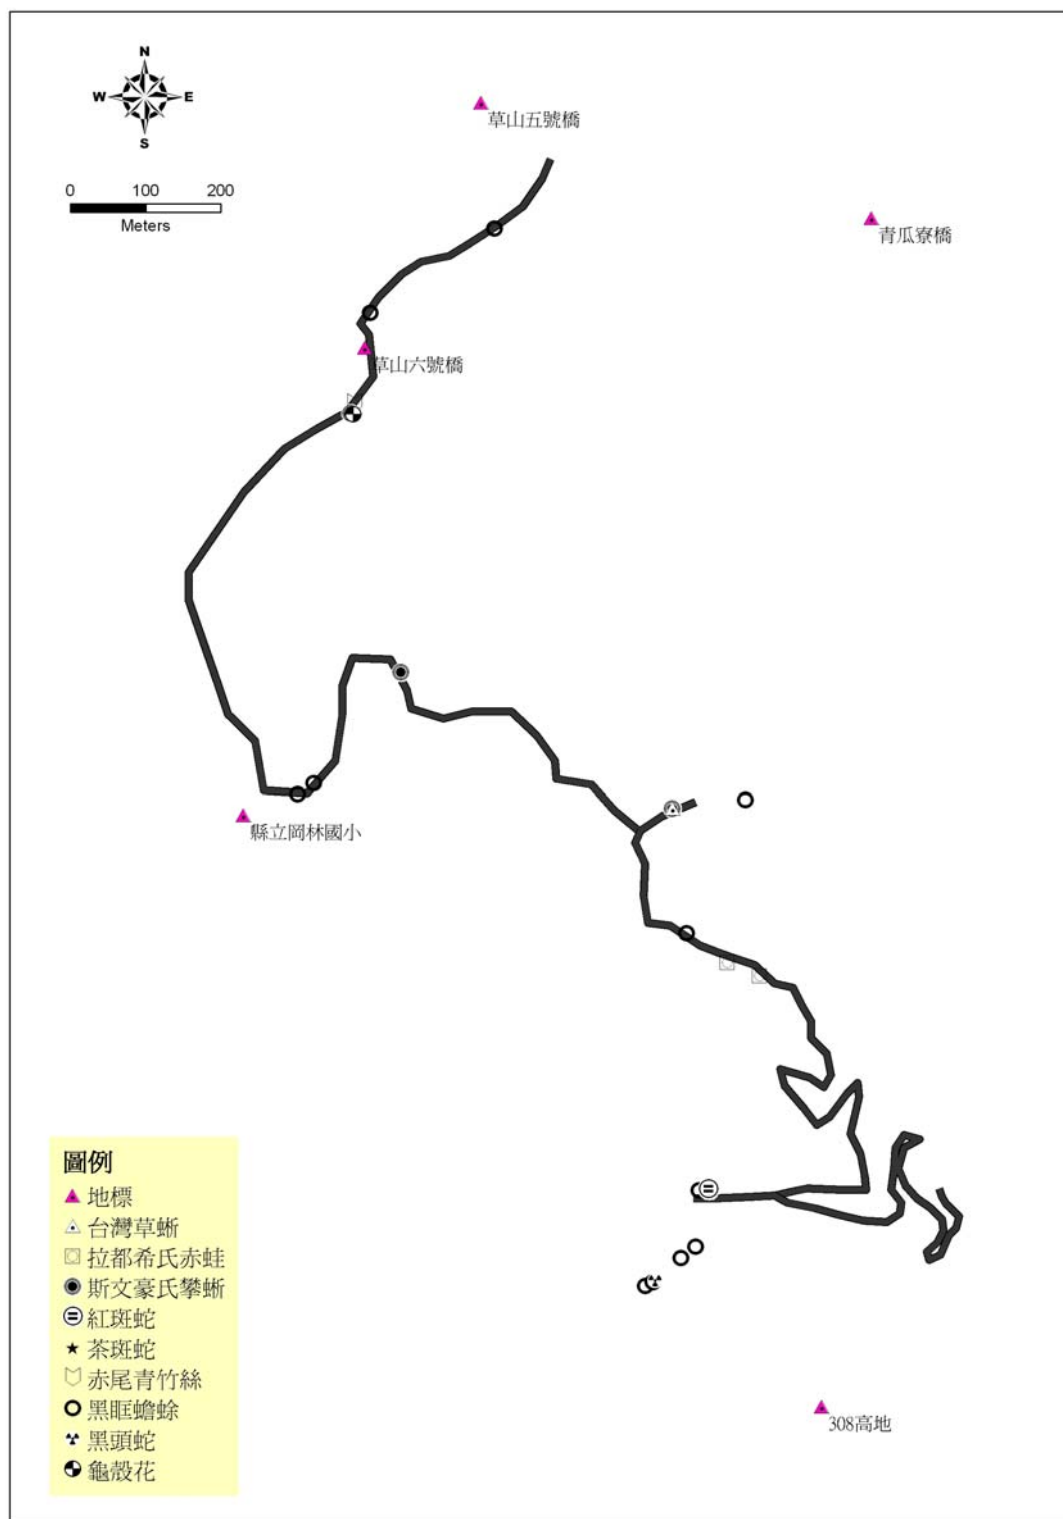 N
W E
S
0 100 200
Meters
草山五號橋
青瓜寮橋
草山六號橋
縣立岡林國小
308高地
圖例
地標
台灣草蜥
拉都希氏赤蛙
斯文豪氏攀蜥
紅斑蛇
茶斑蛇
赤尾青竹絲
黑眶蟾蜍
黑頭蛇
龜殼花